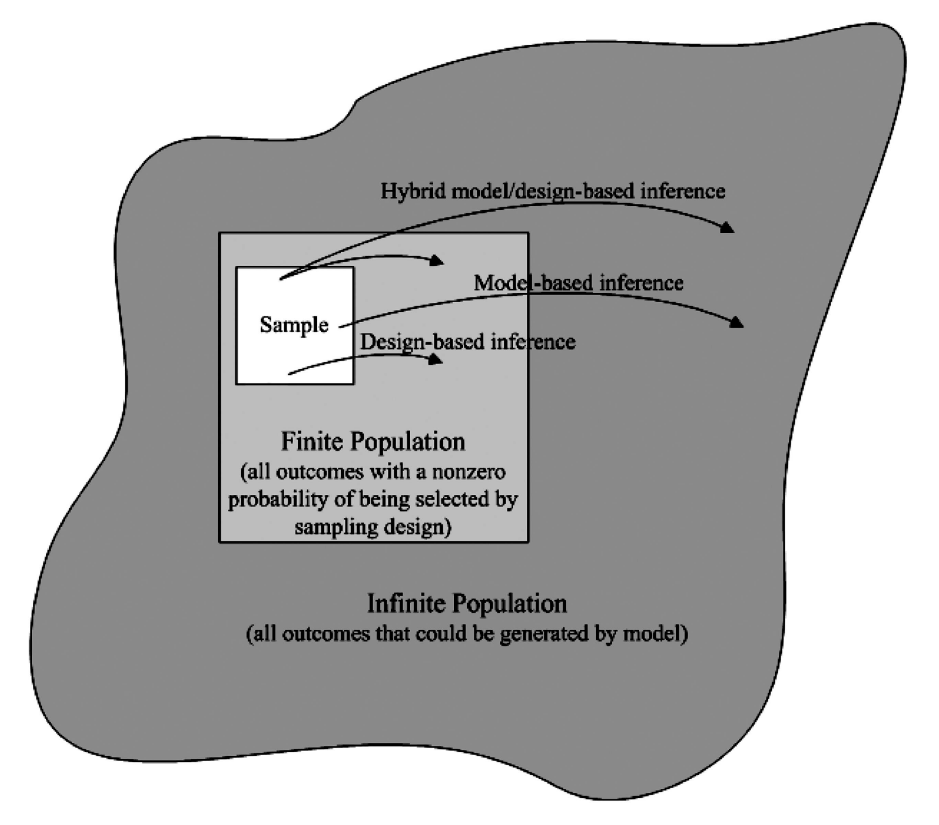 Hybrid model/design-based inference
Model-based inference
Sample
Design-based inference
Finite Population
(all outcomes with a nonzero
probability of being selected by
sampling design)
Infinite Population
(all outcomes that could be generated by model)